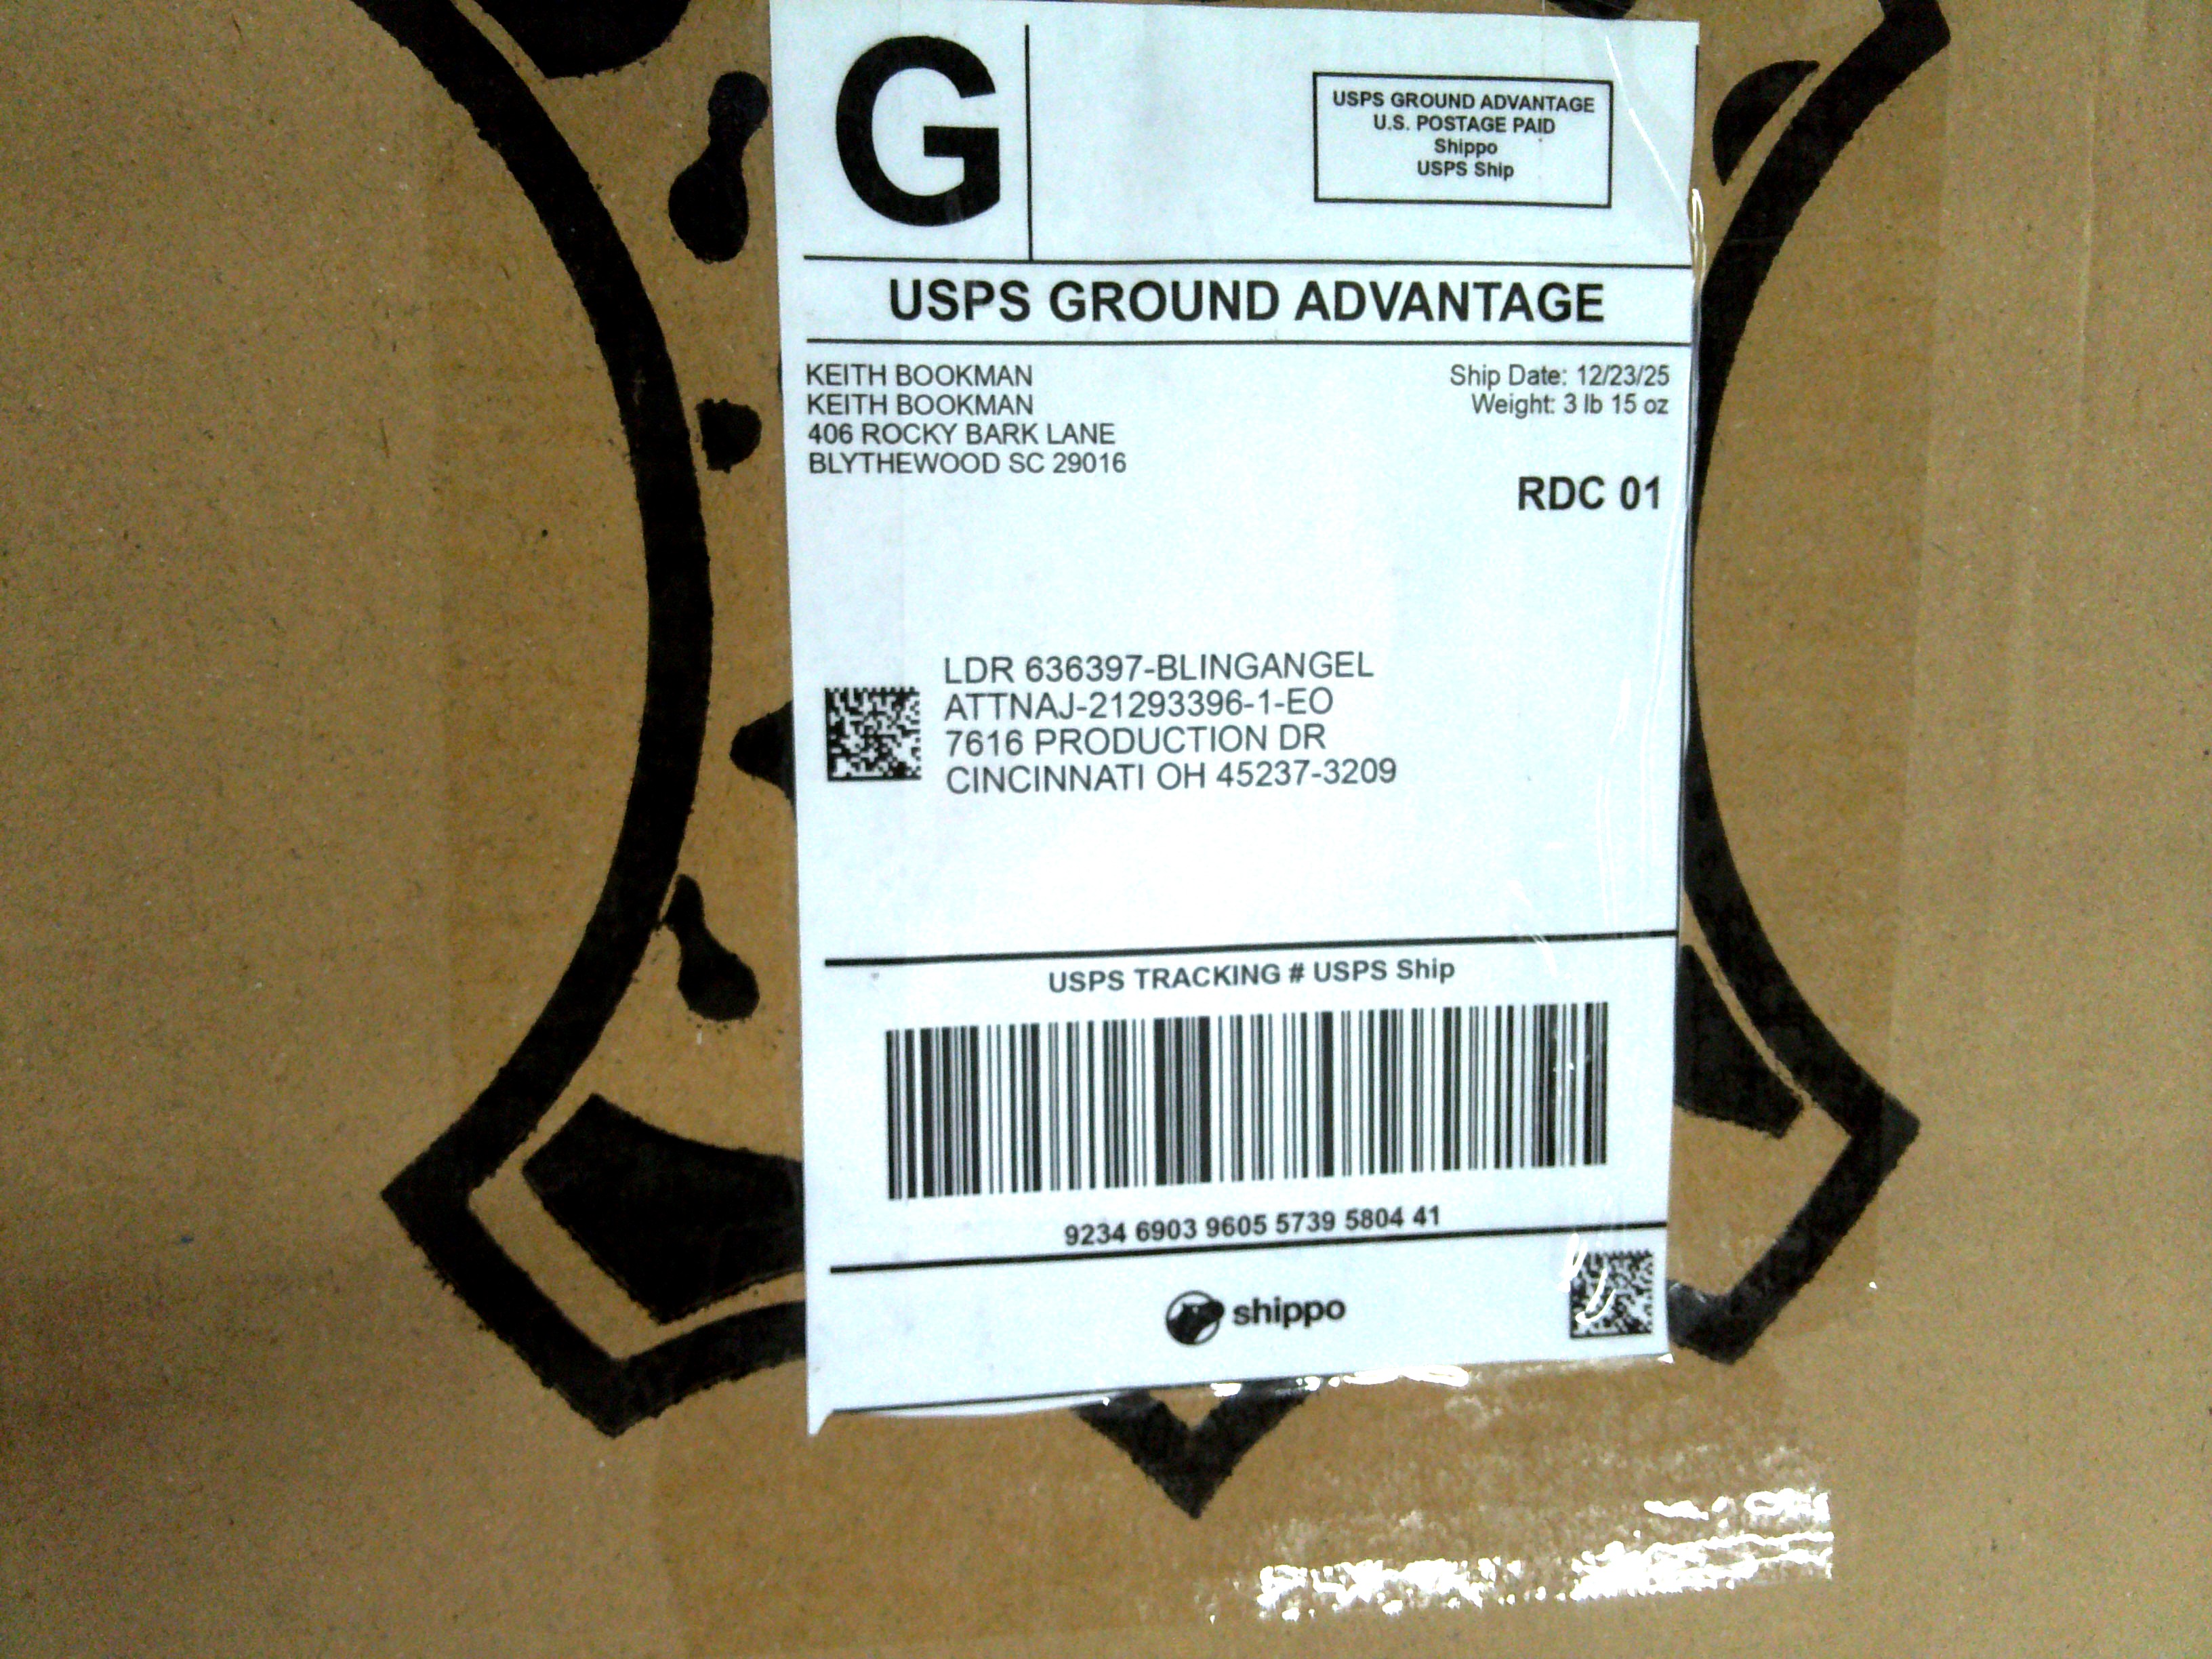 G
USPS GROUND ADVANTAGE
U.S. POSTAGE PAID
Shippo
USPS Ship
USPS GROUND ADVANTAGE
KEITH BOOKMAN
KEITH BOOKMAN
406 ROCKY BARK LANE
BLYTHEWOOD SC 29016
Ship Date: 12/23/25
Weight: 3 lb 15 oz
RDC 01
LDR 636397-BLINGANGEL
ATTNAJ-21293396-1-EO
7616 PRODUCTION DR
CINCINNATI OH 45237-3209
USPS TRACKING # USPS Ship
9234 6903 9605 5739 5804 41
shippo